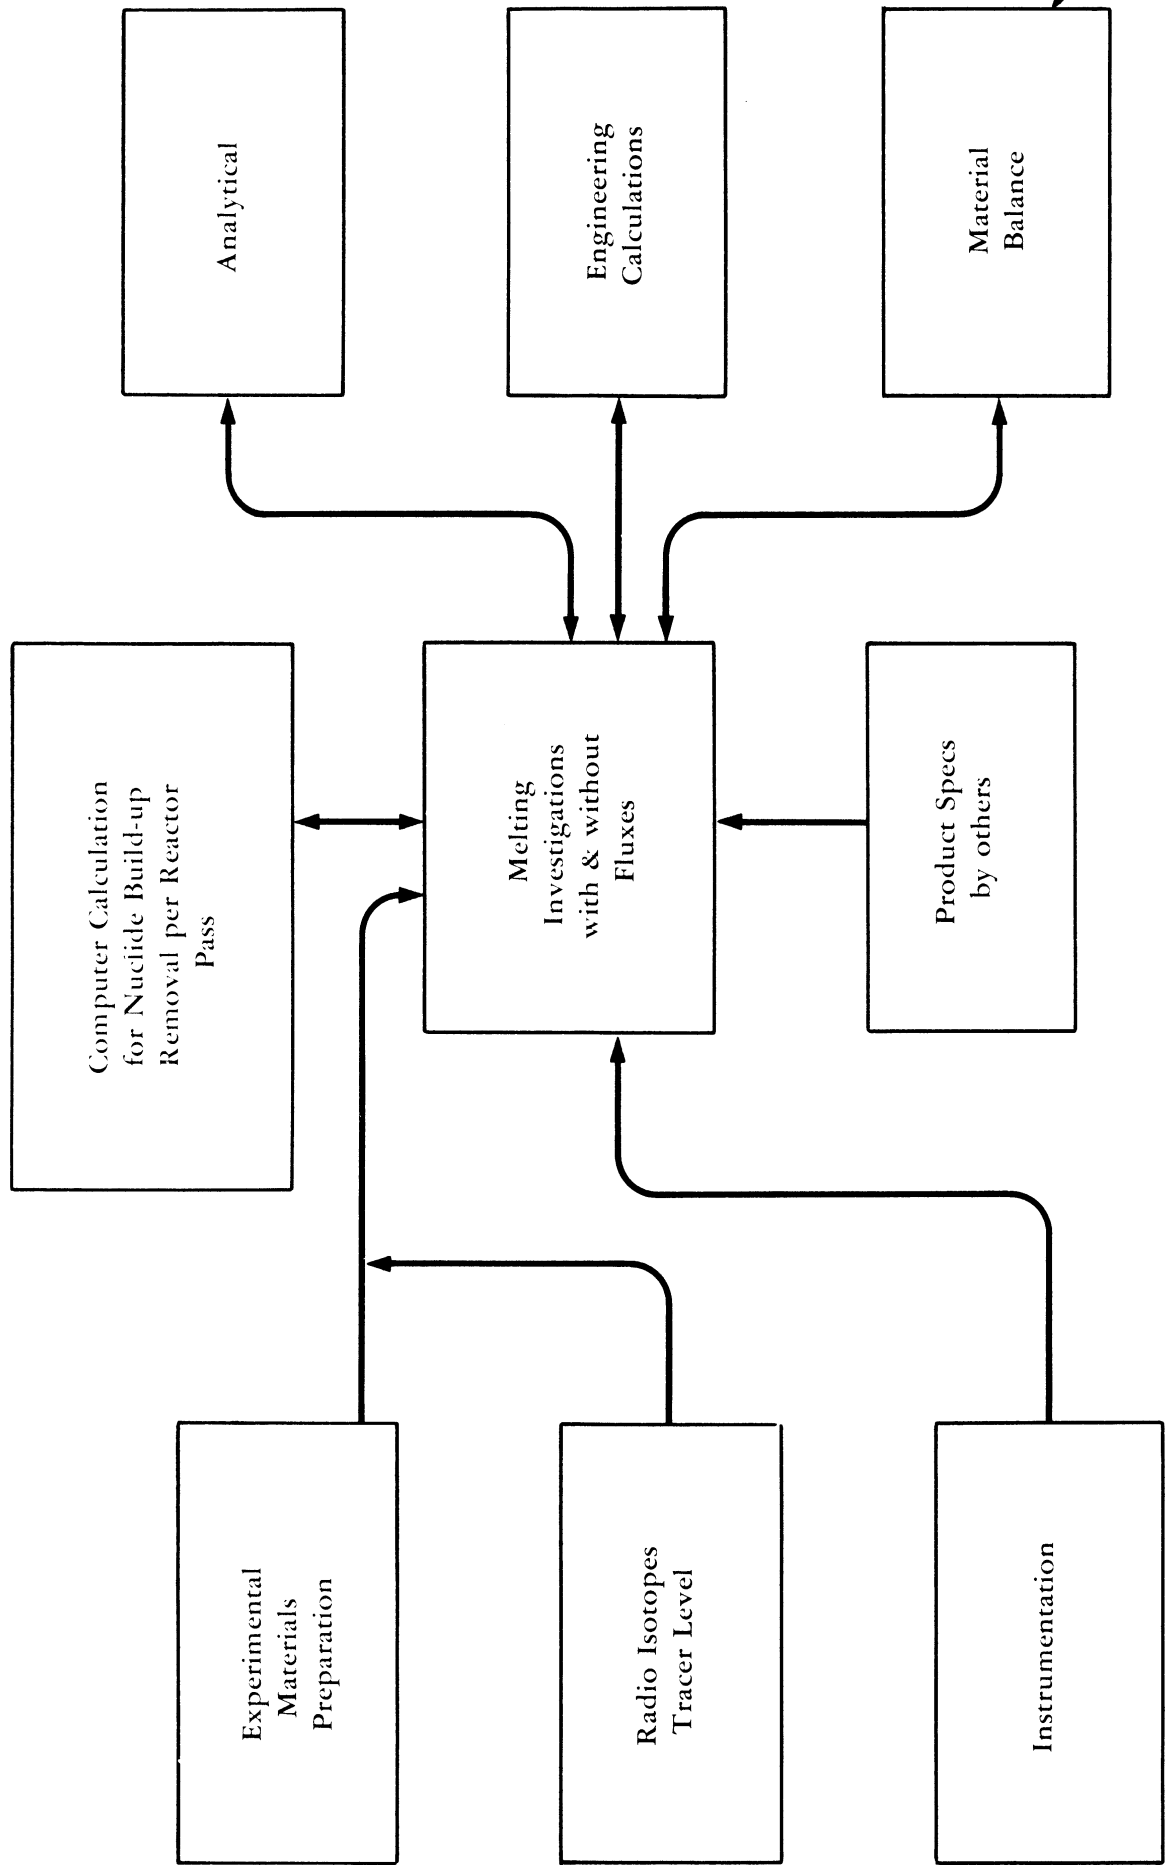 Computer Calculation
for Nuclide Build-up
Removal per Reactor
Pass
Experimental
Materials
Preparation
Melting
Investigations
with & without
Fluxes
Analytical
Radio Isotopes
Tracer Level
Engineering
Calculations
Instrumentation
Product Specs
by others
Material
Balance